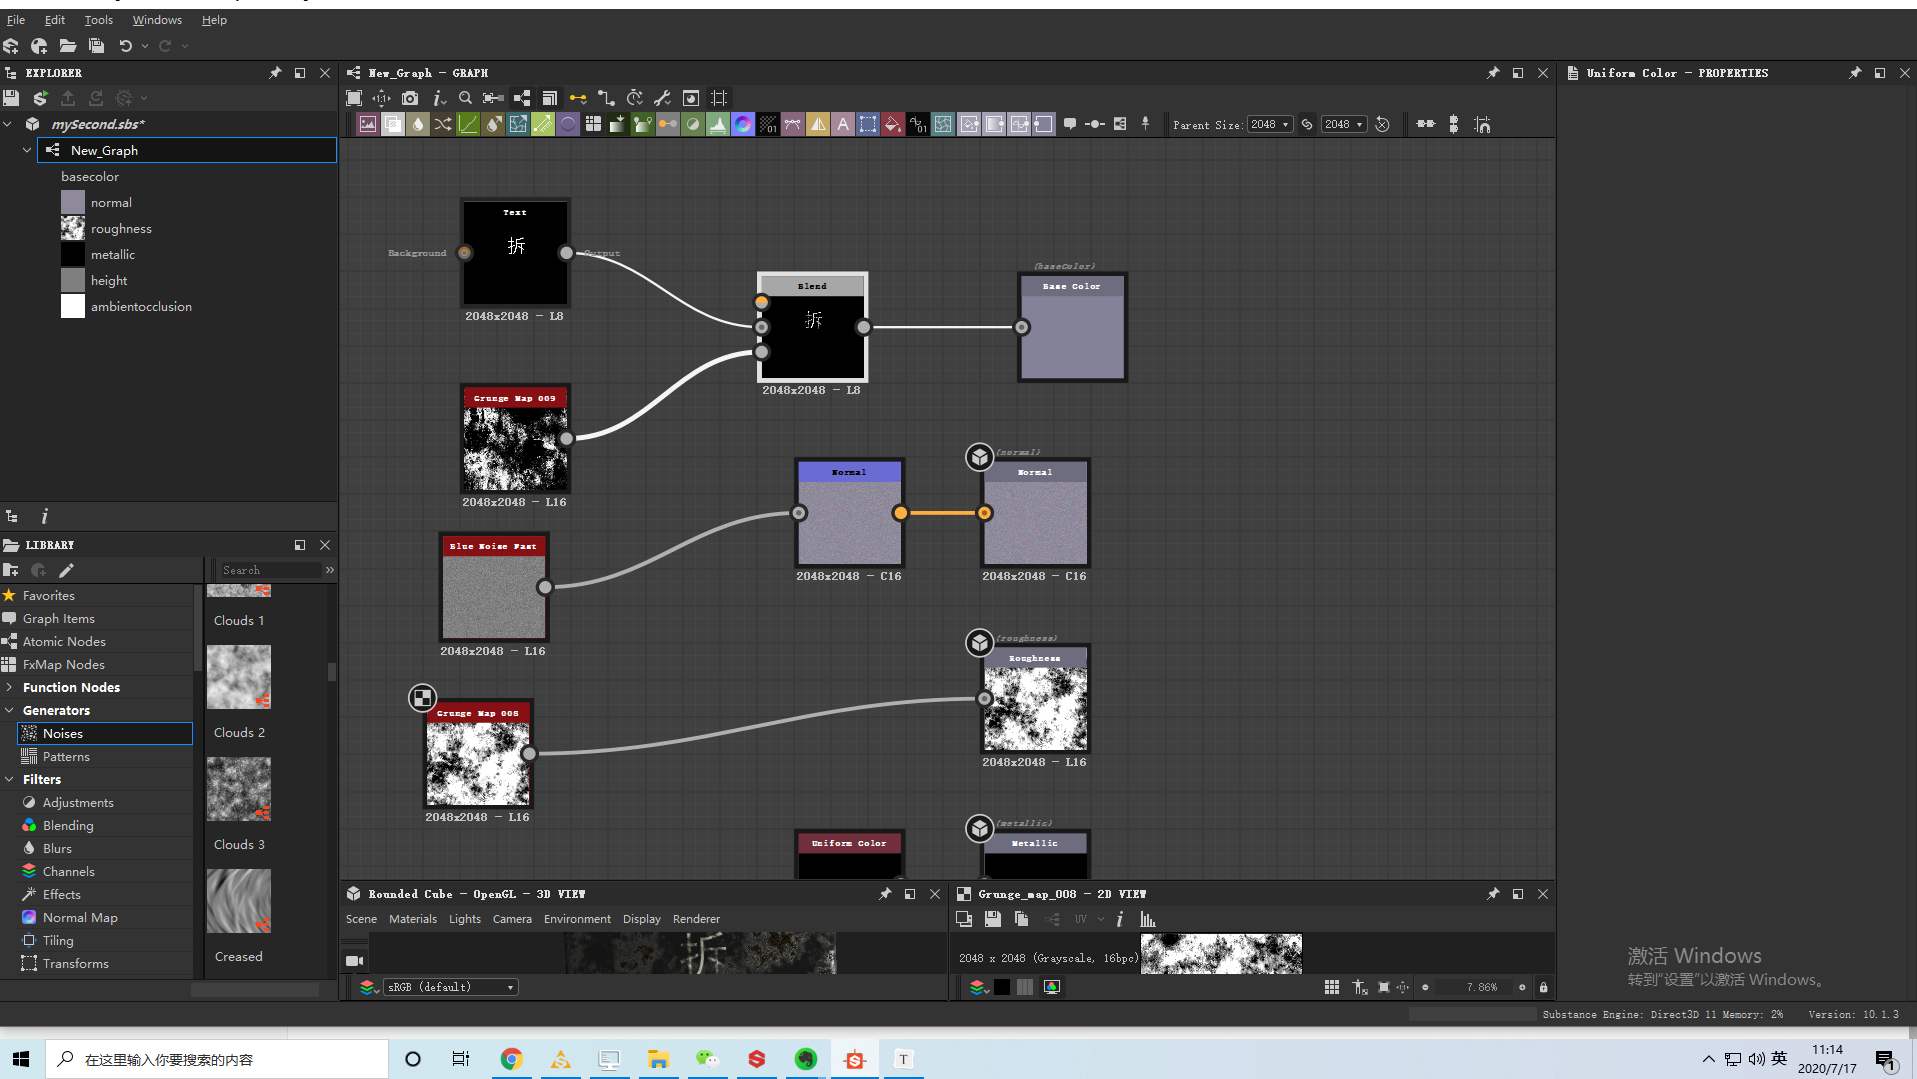 File Edit Tools Windows Help
EXPLORER
mySecond.sbs*
New_Graph
basecolor
normal
roughness
metallic
height
ambientocclusion
LIBRARY
Search
Favorites
Graph Items
Atomic Nodes
FxMap Nodes
Function Nodes
Generators
Noises
Patterns
Filters
Adjustments
Blending
Blurs
Channels
Effects
Normal Map
Tiling
Transforms
Clouds 1
Clouds 2
Clouds 3
Creased
New_Graph - GRAPH
Parent Size: 2048 2048
Text
拆
Background
Output
2048x2048 - L8
Blend
拆
2048x2048 - L8
(baseColor)
Base Color
Grunge Map 009
2048x2048 - L16
Normal
2048x2048 - C16
(normal)
Normal
2048x2048 - C16
Blue Noise Fast
2048x2048 - L16
(roughness)
Roughness
2048x2048 - L16
Grunge Map 008
2048x2048 - L16
Uniform Color
(metallic)
Metallic
Rounded Cube - OpenGL - 3D VIEW
Scene Materials Lights Camera Environment Display Renderer
sRGB (default)
Grunge_map_008 - 2D VIEW
UV
2048 x 2048 (Grayscale, 16bpc)
7.86%
Uniform Color - PROPERTIES
激活 Windows
转到“设置”以激活 Windows。
Substance Engine: Direct3D 11 Memory: 2% Version: 10.1.3
在这里输入你要搜索的内容
英
11:14
2020/7/17
1